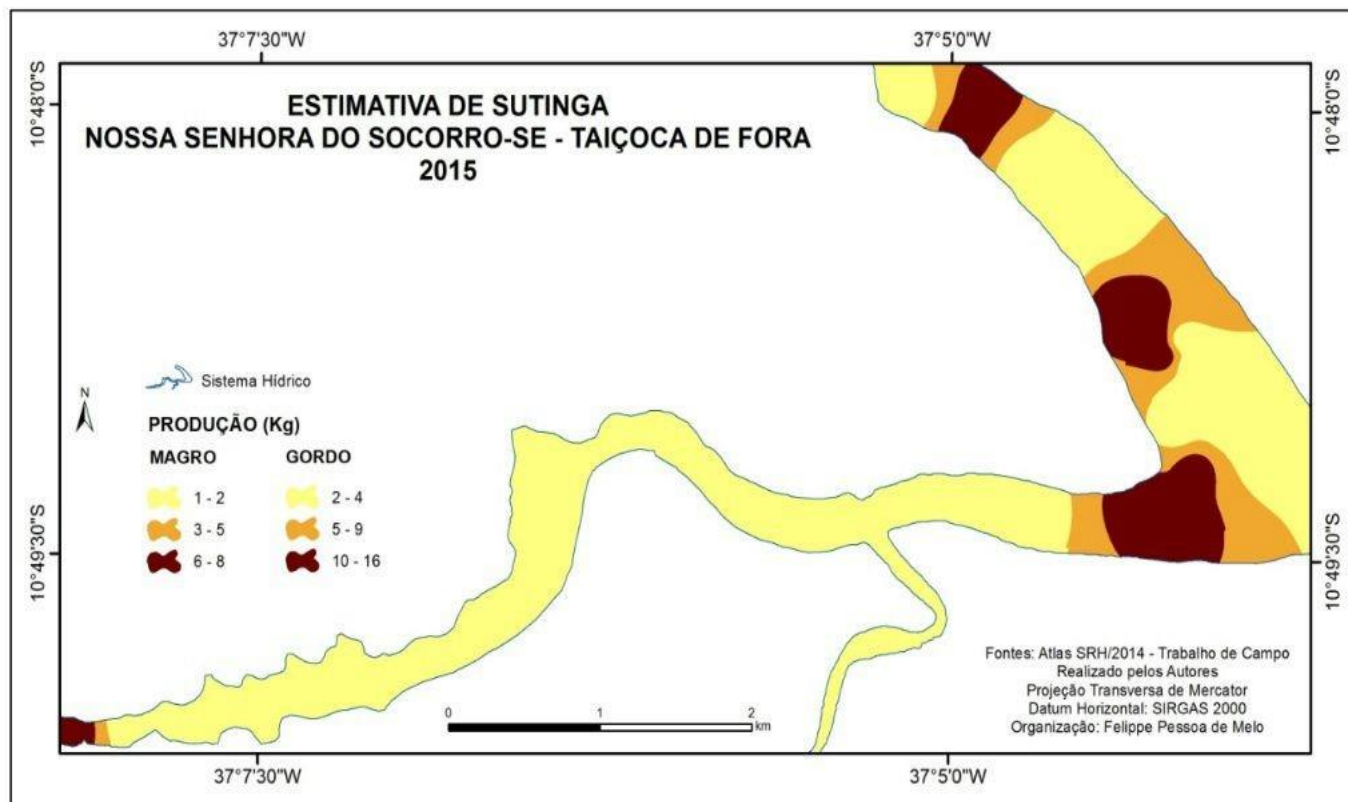 37°7'30"W
37°5'0"W
ESTIMATIVA DE SUTINGA
NOSSA SENHORA DO SOCORRO-SE - TAIÇOCA DE FORA
2015
10°48'0"S
10°48'0"S
Sistema Hídrico
N
PRODUÇÃO (Kg)
MAGRO GORDO
1 - 2 2 - 4
3 - 5 5 - 9
6 - 8 10 - 16
10°49'30"S
10°49'30"S
0 1 2
km
Fontes: Atlas SRH/2014 - Trabalho de Campo
Realizado pelos Autores
Projeção Transversa de Mercator
Datum Horizontal: SIRGAS 2000
Organização: Felippe Pessoa de Melo
37°7'30"W
37°5'0"W